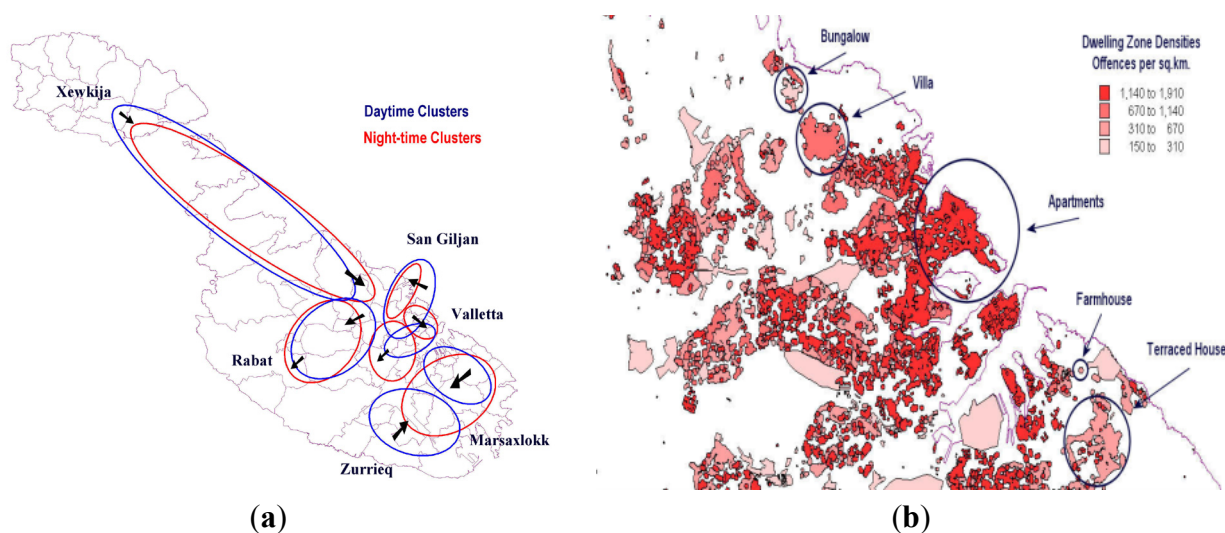 Xewkija
Daytime Clusters
Night-time Clusters
San Giljan
Valletta
Rabat
Marsaxlokk
Zurrieq
(a)
Bungalow
Villa
Dwelling Zone Densities
Offences per sq.km.
1,140 to 1,910
670 to 1,140
310 to 670
150 to 310
Apartments
Farmhouse
Terraced House
(b)